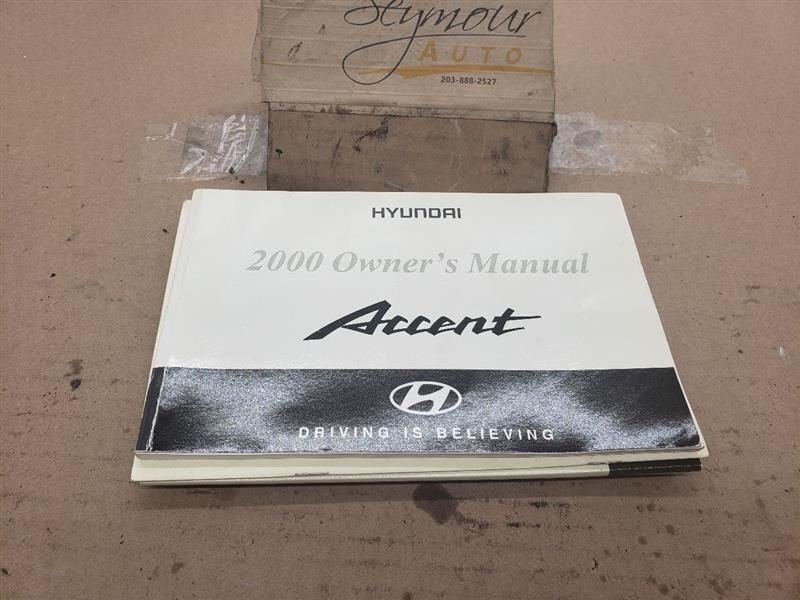 Seymour
AUTO
203-888-2527
HYUNDAI
2000 Owner's Manual
Accent
DRIVING IS BELIEVING